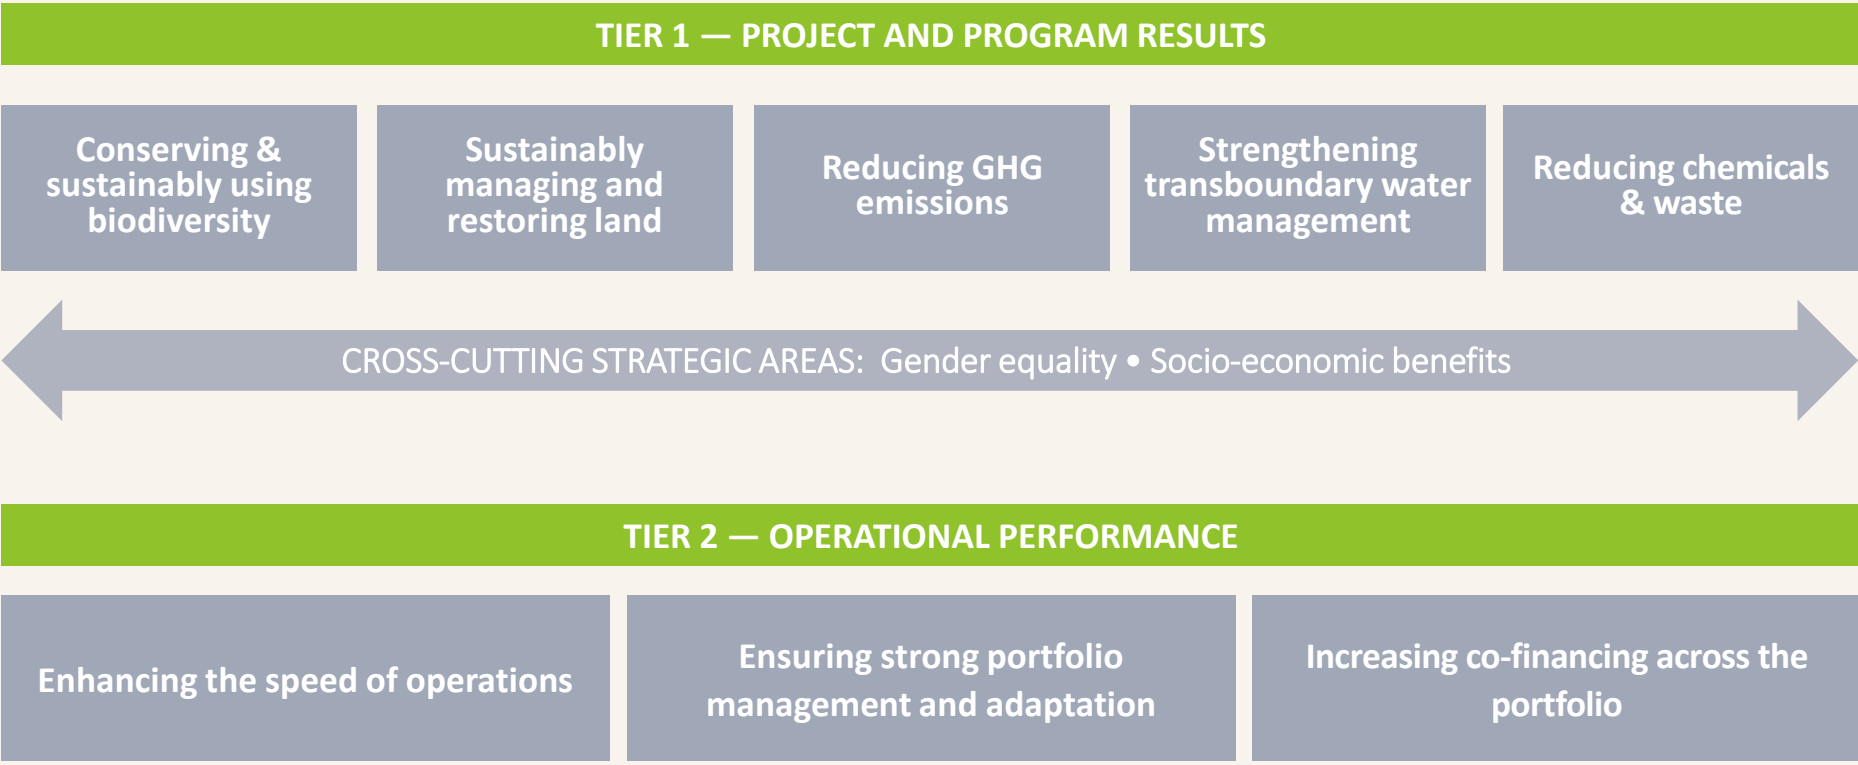 TIER 1 — PROJECT AND PROGRAM RESULTS
Conserving &
sustainably using
biodiversity
Sustainably
managing and
restoring land
Reducing GHG
emissions
Strengthening
transboundary water
management
Reducing chemicals
& waste
CROSS-CUTTING STRATEGIC AREAS: Gender equality • Socio-economic benefits
TIER 2 — OPERATIONAL PERFORMANCE
Enhancing the speed of operations
Ensuring strong portfolio
management and adaptation
Increasing co-financing across the
portfolio